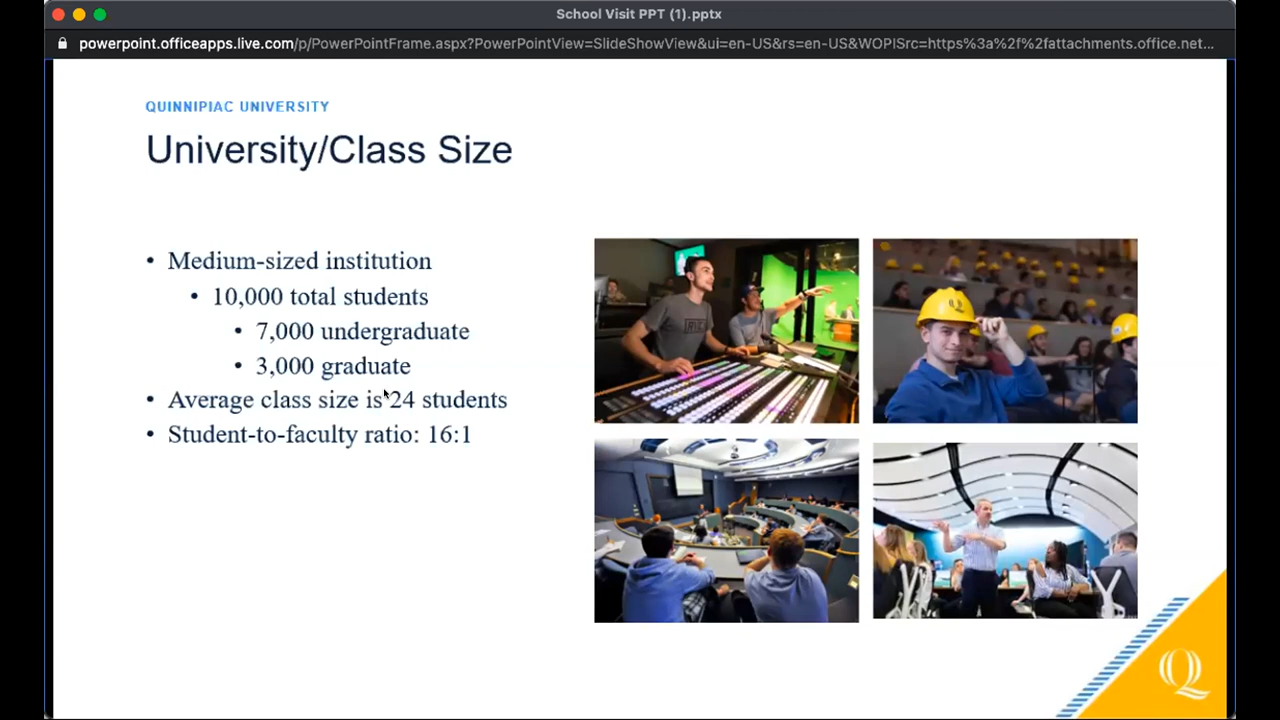 School Visit PPT (1).pptx
powerpoint.officeapps.live.com/p/PowerPointFrame.aspx?PowerPointView=SlideShowView&ui=en-US&rs=en-US&WOPISrc=https%3a%2f%2fattachments.office.net...
QUINNIPIAC UNIVERSITY
University/Class Size
• Medium-sized institution
• 10,000 total students
• 7,000 undergraduate
• 3,000 graduate
• Average class size is 24 students
• Student-to-faculty ratio: 16:1
Q